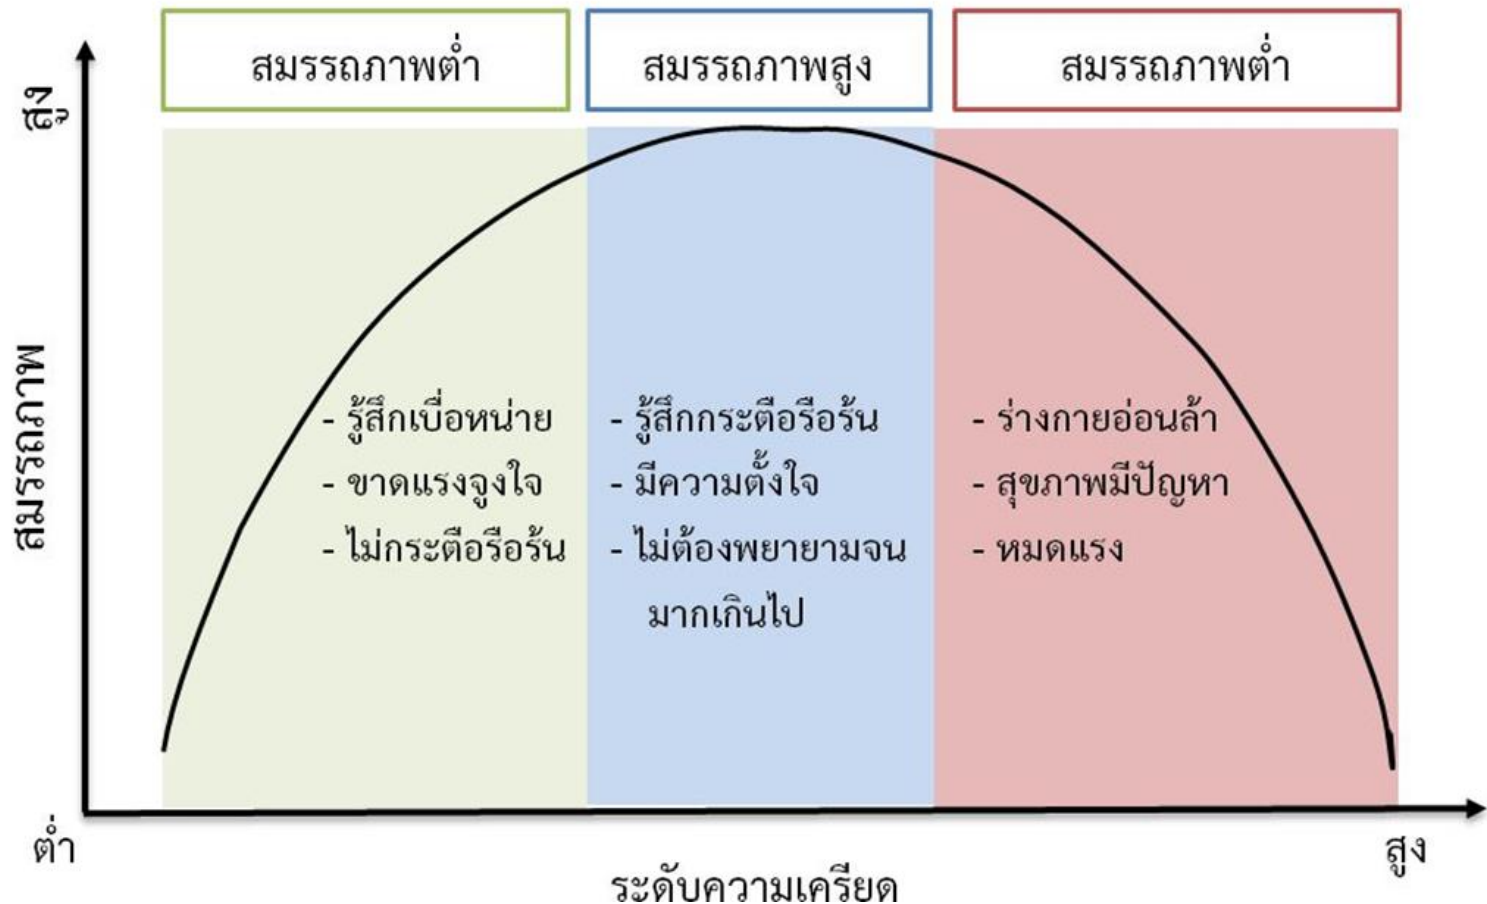 สมรรถภาพต่ำ
สมรรถภาพสูง
สมรรถภาพต่ำ
สูง
สมรรถภาพ
- รู้สึกเบื่อหน่าย
- ขาดแรงจูงใจ
- ไม่กระตือรือร้น
- รู้สึกกระตือรือร้น
- มีความตั้งใจ
- ไม่ต้องพยายามจน
มากเกินไป
- ร่างกายอ่อนล้า
- สุขภาพมีปัญหา
- หมดแรง
ต่ำ
สูง
ระดับความเครียด